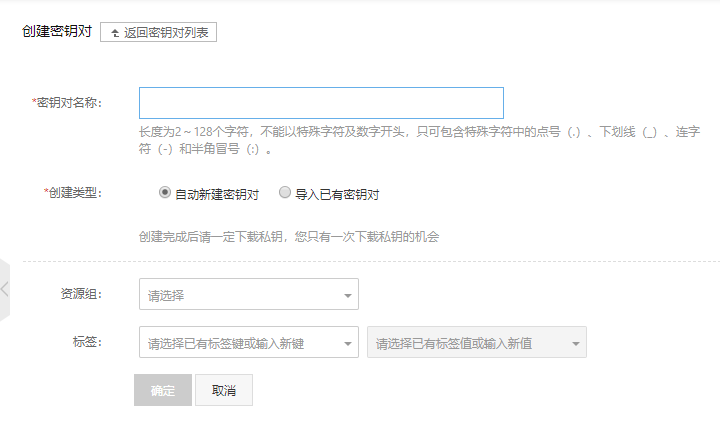 创建密钥对 返回密钥对列表
*密钥对名称：
长度为2～128个字符，不能以特殊字符及数字开头，只可包含特殊字符中的点号（.）、下划线（_）、连字
符（-）和半角冒号（:）。
*创建类型： 自动新建密钥对 导入已有密钥对
创建完成后请一定下载私钥，您只有一次下载私钥的机会
资源组： 请选择
标签： 请选择已有标签键或输入新键 请选择已有标签值或输入新值
确定 取消